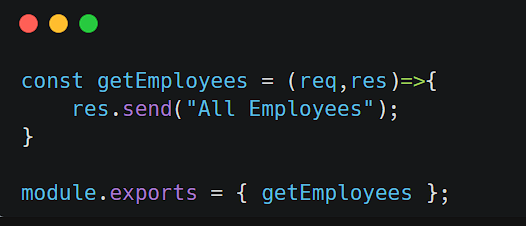 const getEmployees = (req,res)=>{
    res.send("All Employees");
}

module.exports = { getEmployees };